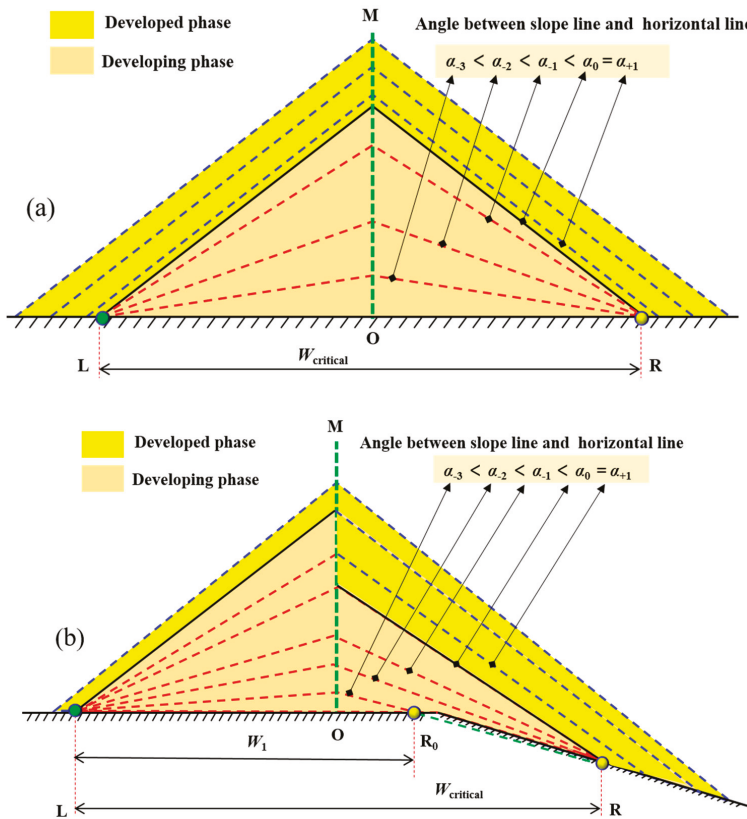 M
Developed phase
Developing phase
Angle between slope line and horizontal line
α-3 < α-2 < α-1 < α0 = α+1
(a)
O
L
Wcritical
R
M
Developed phase
Developing phase
Angle between slope line and horizontal line
α-3 < α-2 < α-1 < α0 = α+1
(b)
O
W1
R0
L
Wcritical
R